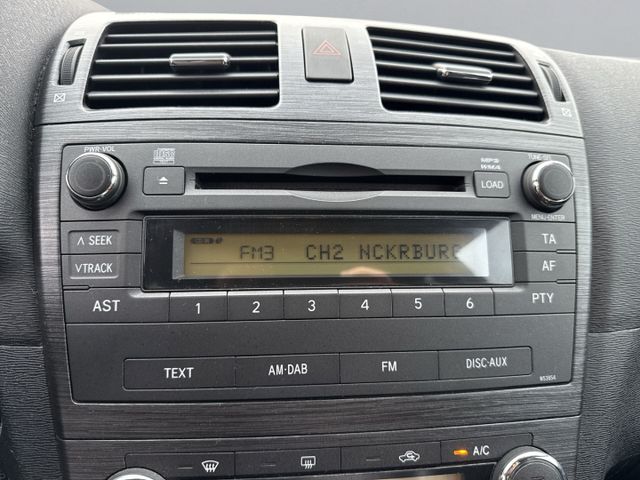 PWR·VOL
MP3
WMA
TUNE·SEL
LOAD
MENU·ENTER
∧ SEEK
∨TRACK
FM3 CH2 NCKRBURG
TA
AF
AST
1 2 3 4 5 6
PTY
TEXT
AM·DAB
FM
DISC·AUX
A/C